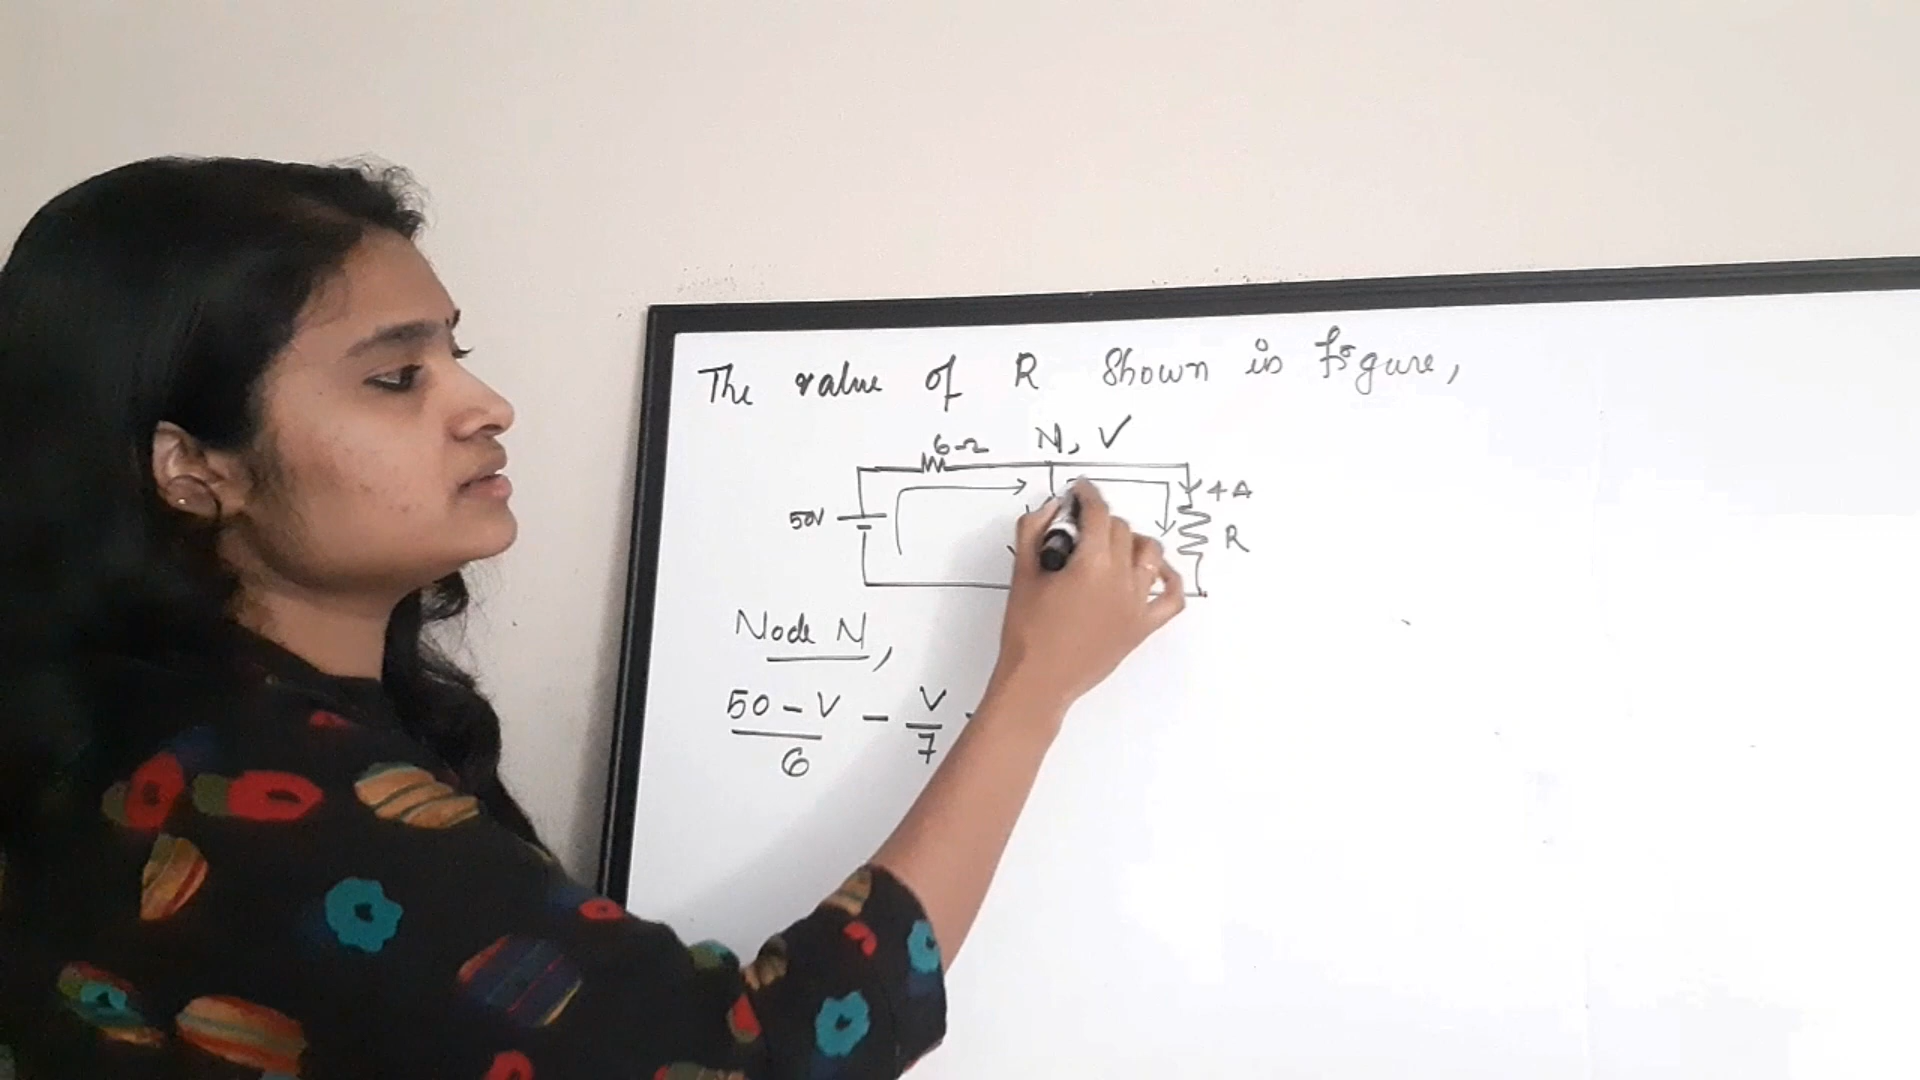 The value of R Shown in figure,
6Ω N, V
50V
4A
R
Node N,
50 - V
6
- V
7
-